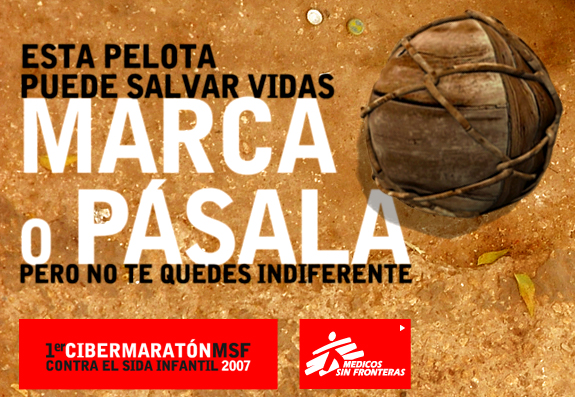 ESTA PELOTA
PUEDE SALVAR VIDAS
MARCA
O PÁSALA
PERO NO TE QUEDES INDIFERENTE
1er CIBERMARATÓN MSF
CONTRA EL SIDA INFANTIL 2007
MEDICOS
SIN FRONTERAS